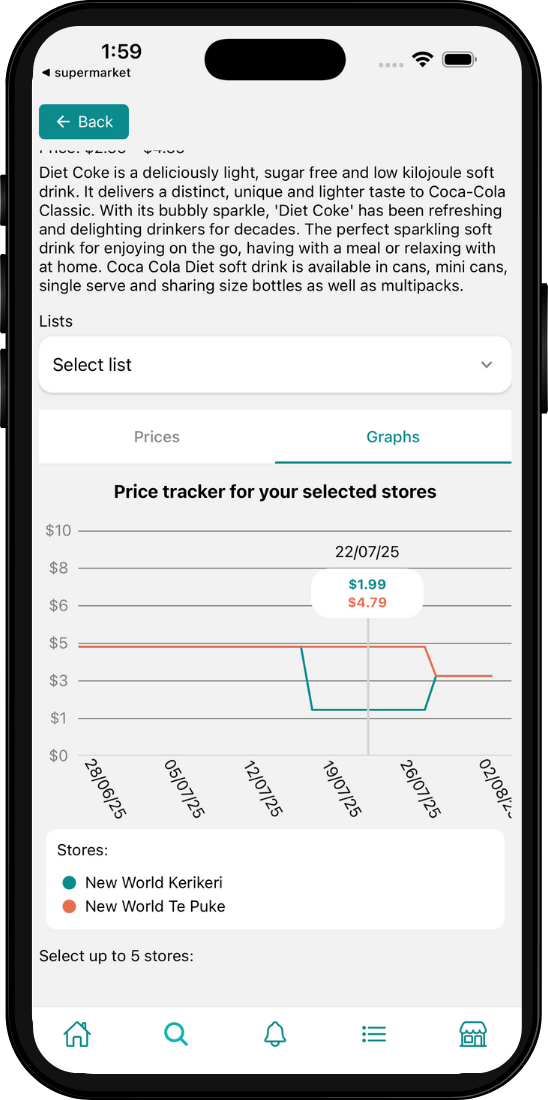 1:59
supermarket
Back
Diet Coke is a deliciously light, sugar free and low kilojoule soft
drink. It delivers a distinct, unique and lighter taste to Coca-Cola
Classic. With its bubbly sparkle, 'Diet Coke' has been refreshing
and delighting drinkers for decades. The perfect sparkling soft
drink for enjoying on the go, having with a meal or relaxing with
at home. Coca Cola Diet soft drink is available in cans, mini cans,
single serve and sharing size bottles as well as multipacks.
Lists
Select list
Prices
Graphs
Price tracker for your selected stores
$10
22/07/25
$8
$1.99
$6
$4.79
$5
$3
$1
$0
28/06/25
05/07/25
12/07/25
19/07/25
26/07/25
02/08/
Stores:
New World Kerikeri
New World Te Puke
Select up to 5 stores: